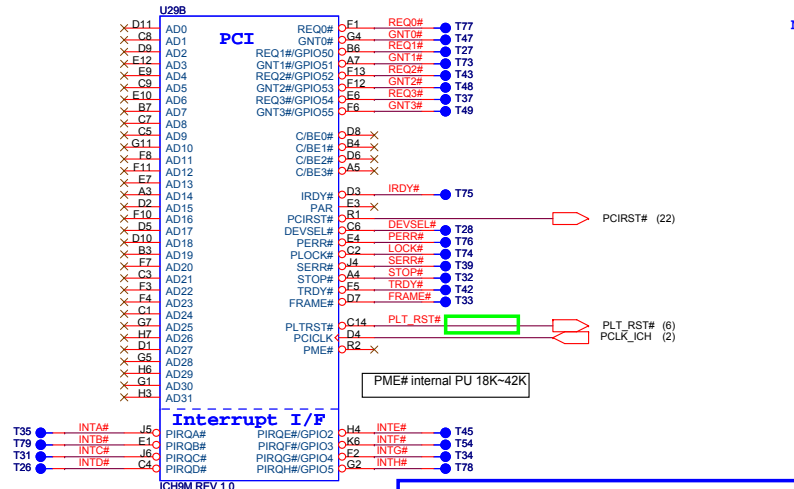 U29B
PCI
D11 AD0 REQ0# F1 REQ0# T77
C8 AD1 GNT0# G4 GNT0# T47
D9 AD2 REQ1#/GPIO50 B6 REQ1# T27
E12 AD3 GNT1#/GPIO51 A7 GNT1# T73
E9 AD4 REQ2#/GPIO52 F13 REQ2# T43
C9 AD5 GNT2#/GPIO53 F12 GNT2# T48
E10 AD6 REQ3#/GPIO54 E6 REQ3# T37
B7 AD7 GNT3#/GPIO55 F6 GNT3# T49
C7 AD8
C5 AD9 C/BE0# D8
G11 AD10 C/BE1# B4
F8 AD11 C/BE2# D6
F11 AD12 C/BE3# A5
E7 AD13
A3 AD14 IRDY# D3 IRDY# T75
D2 AD15 PAR E3
F10 AD16 PCIRST# R1 PCIRST# (22)
D5 AD17 DEVSEL# C6 DEVSEL# T28
D10 AD18 PERR# E4 PERR# T76
B3 AD19 PLOCK# C2 LOCK# T74
F7 AD20 SERR# J4 SERR# T39
C3 AD21 STOP# A4 STOP# T32
F3 AD22 TRDY# F5 TRDY# T42
F4 AD23 FRAME# D7 FRAME# T33
C1 AD24
G7 AD25 PLTRST# C14 PLT_RST# PLT_RST# (6)
H7 AD26 PCICLK D4 PCLK_ICH (2)
D1 AD27 PME# R2
G5 AD28
H6 AD29
G1 AD30
H3 AD31
PME# internal PU 18K~42K
Interrupt I/F
T35 INTA# J5 PIRQA# PIRQE#/GPIO2 H4 INTE# T45
T79 INTB# E1 PIRQB# PIRQF#/GPIO3 K6 INTF# T54
T31 INTC# J6 PIRQC# PIRQG#/GPIO4 F2 INTG# T34
T26 INTD# C4 PIRQD# PIRQH#/GPIO5 G2 INTH# T78
ICH9M REV 1.0